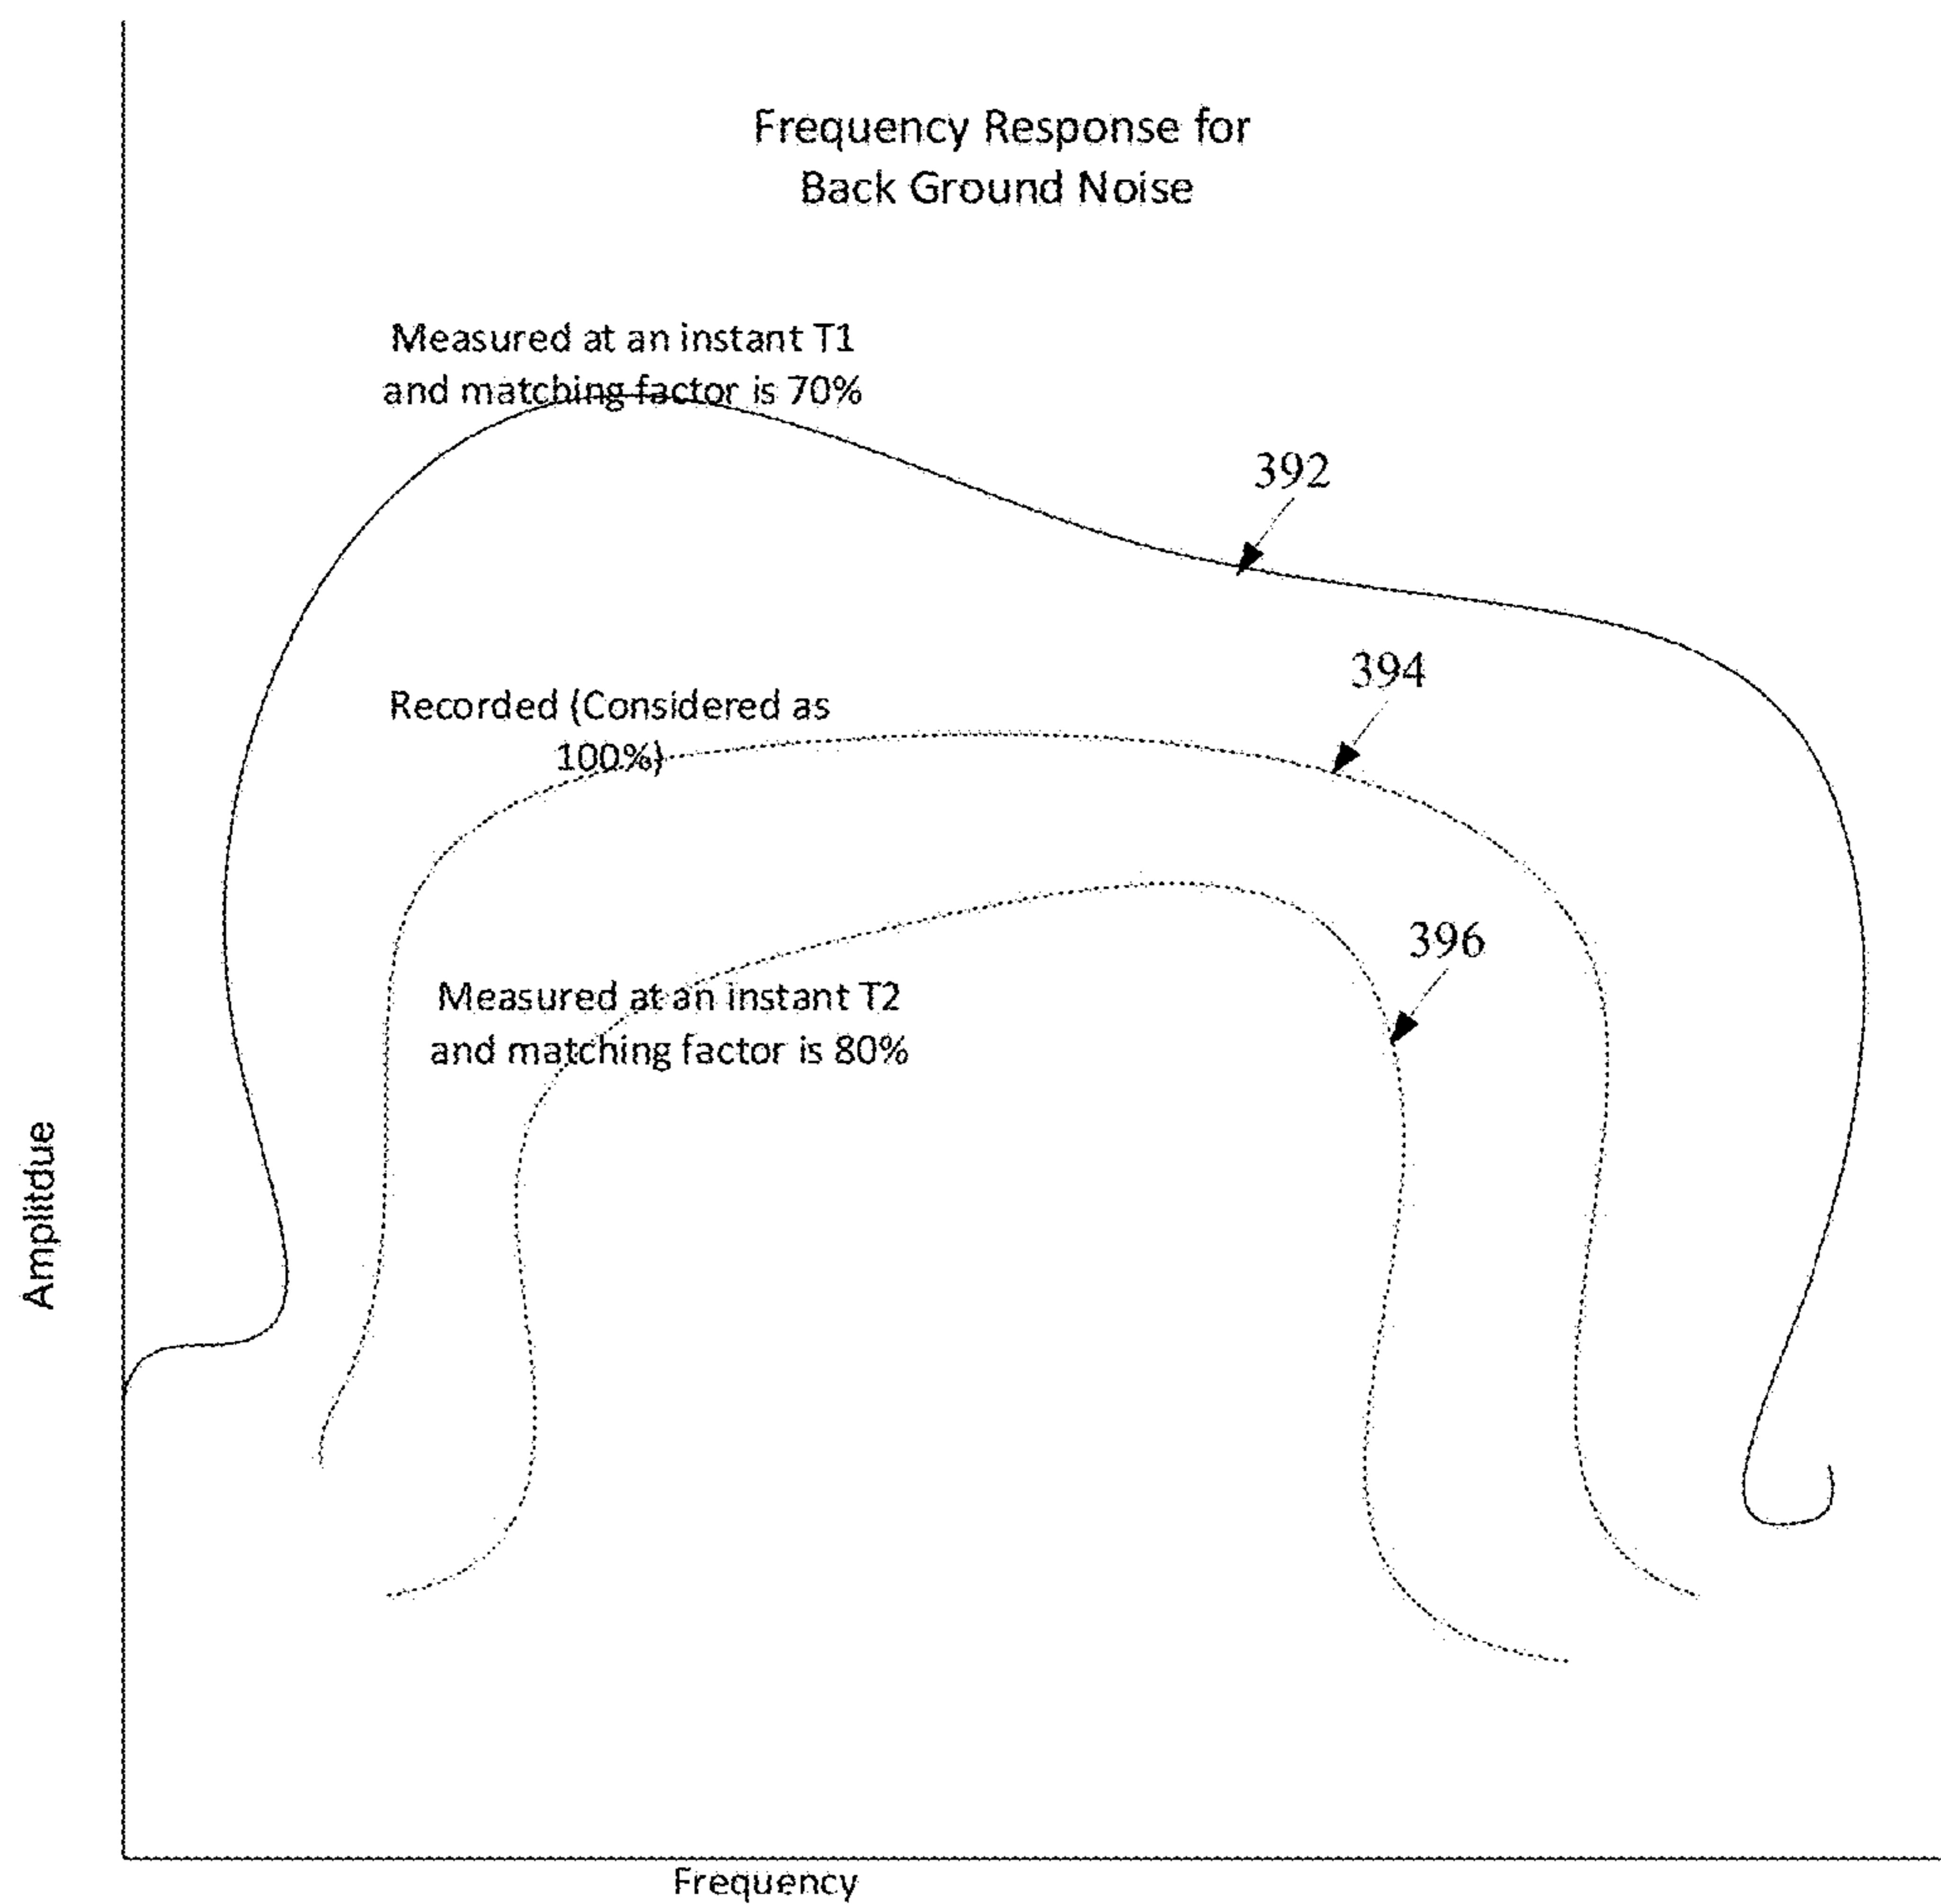 Frequency Response for
Back Ground Noise
Measured at an instant T1
and matching factor is 70%
392
394
Recorded (Considered as
100%)
396
Measured at an instant T2
and matching factor is 80%
Amplitdue
Frequency